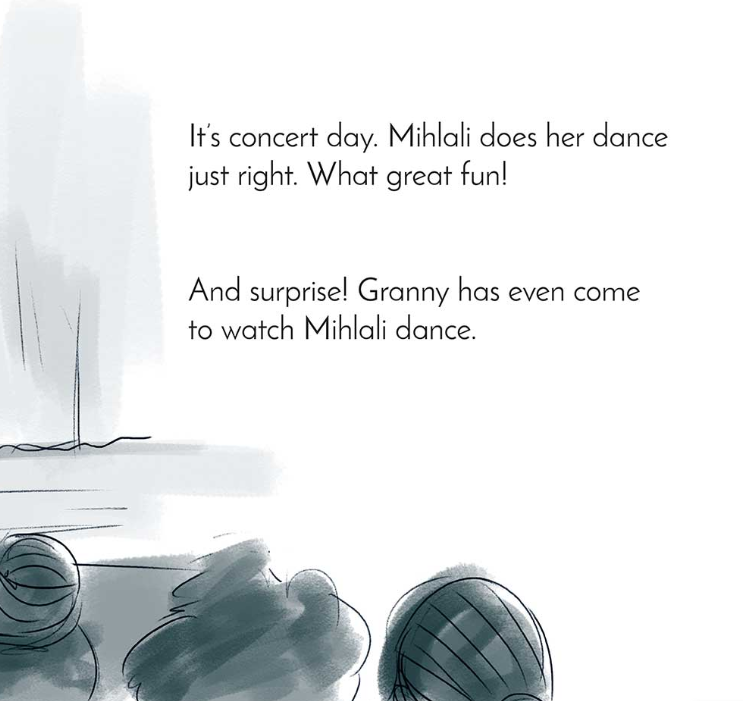 It's concert day. Mihlali does her dance
just right. What great fun!
And surprise! Granny has even come
to watch Mihlali dance.